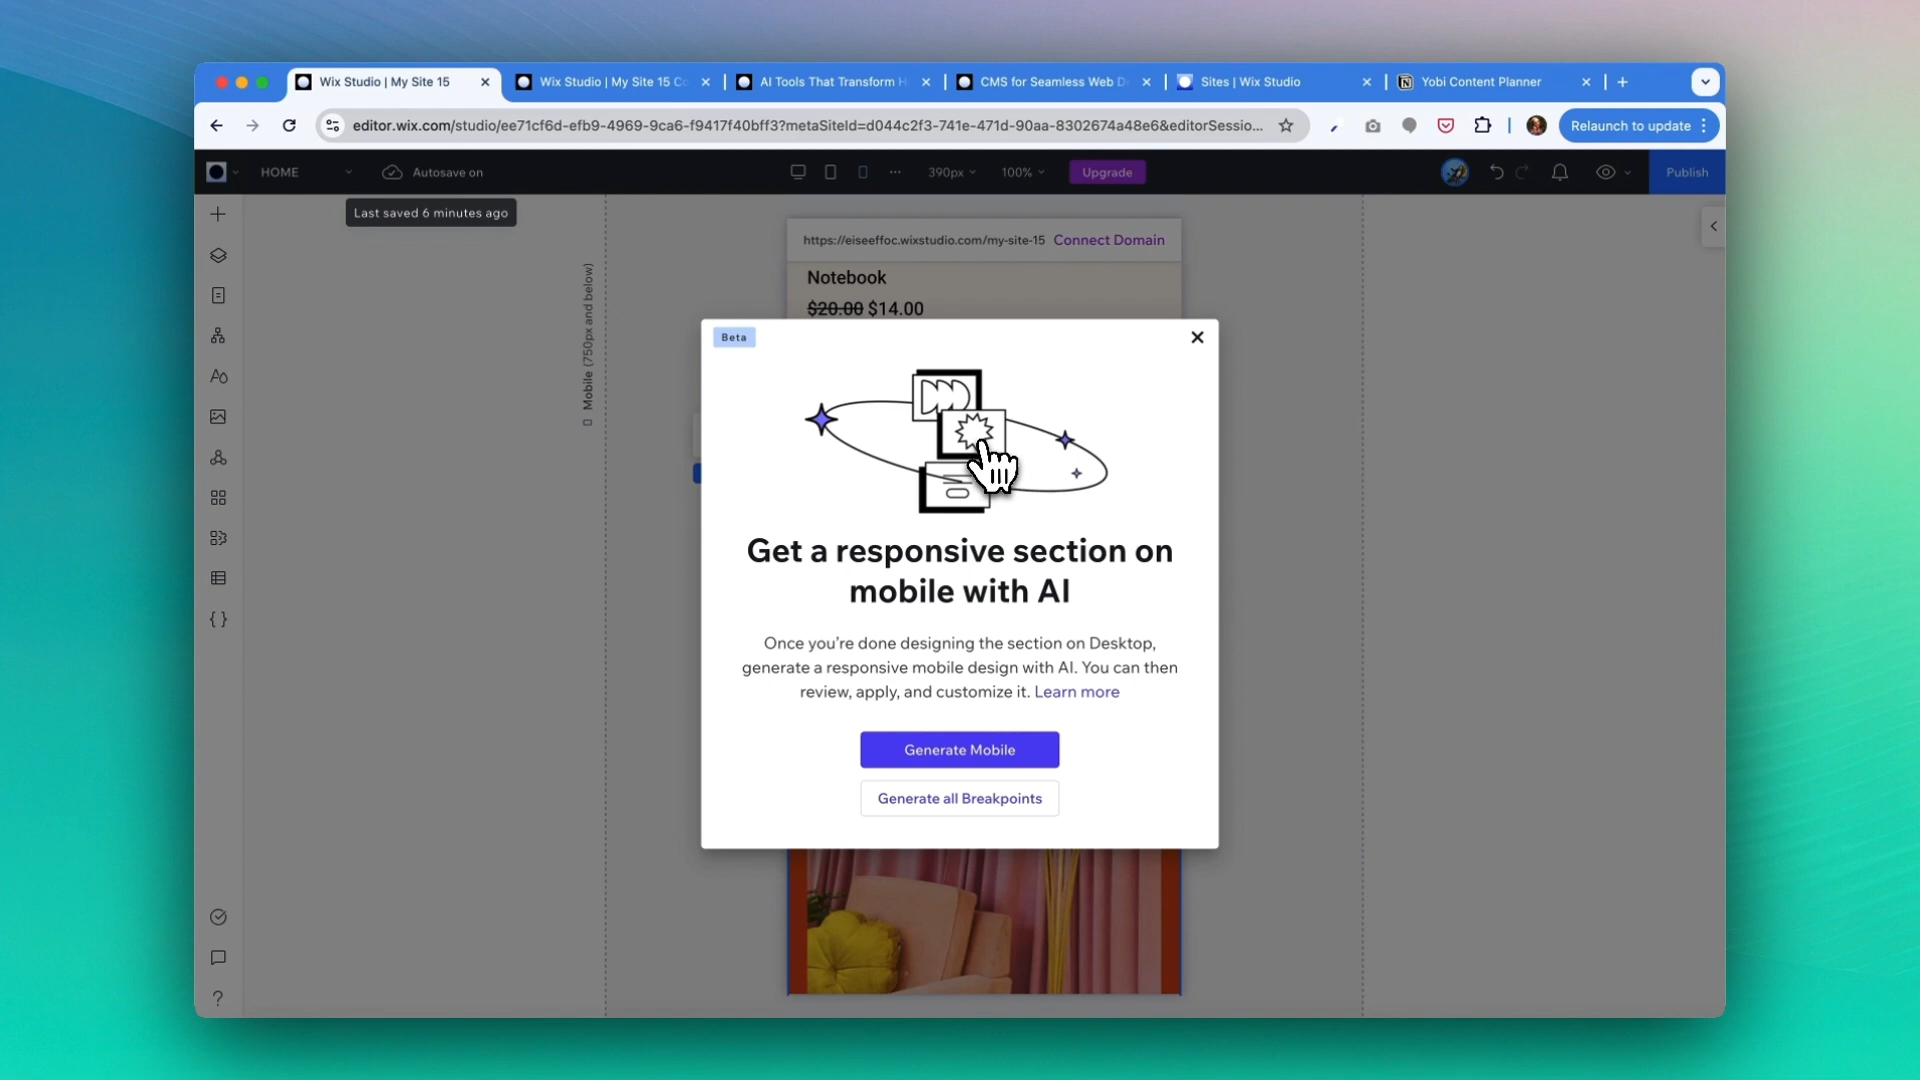 Wix Studio | My Site 15
Wix Studio | My Site 15 Co
AI Tools That Transform H
CMS for Seamless Web D
Sites | Wix Studio
Yobi Content Planner
editor.wix.com/studio/ee71cf6d-efb9-4969-9ca6-f9417f40bff3?metaSiteId=d044c2f3-741e-471d-90aa-8302674a48e6&editorSessio...
Relaunch to update
HOME
Autosave on
390px
100%
Upgrade
Publish
Last saved 6 minutes ago
https://eiseeffoc.wixstudio.com/my-site-15 Connect Domain
Mobile (750px and below)
Notebook
$20.00 $14.00
Beta
Get a responsive section on
mobile with AI
Once you’re done designing the section on Desktop,
generate a responsive mobile design with AI. You can then
review, apply, and customize it. Learn more
Generate Mobile
Generate all Breakpoints